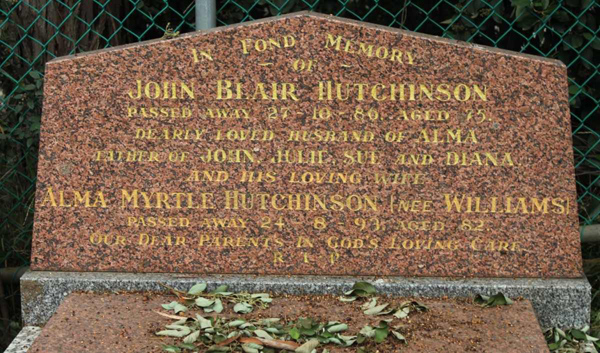 IN FOND MEMORY
– OF –
JOHN BLAIR HUTCHINSON
PASSED AWAY 27-10-80. AGED 75.
DEARLY LOVED HUSBAND OF ALMA
FATHER OF JOHN, JULIE, SUE AND DIANA
AND HIS LOVING WIFE
ALMA MYRTLE HUTCHINSON (NEE WILLIAMS)
PASSED AWAY 24-8-93. AGED 82.
OUR DEAR PARENTS IN GOD'S LOVING CARE.
R.I.P.